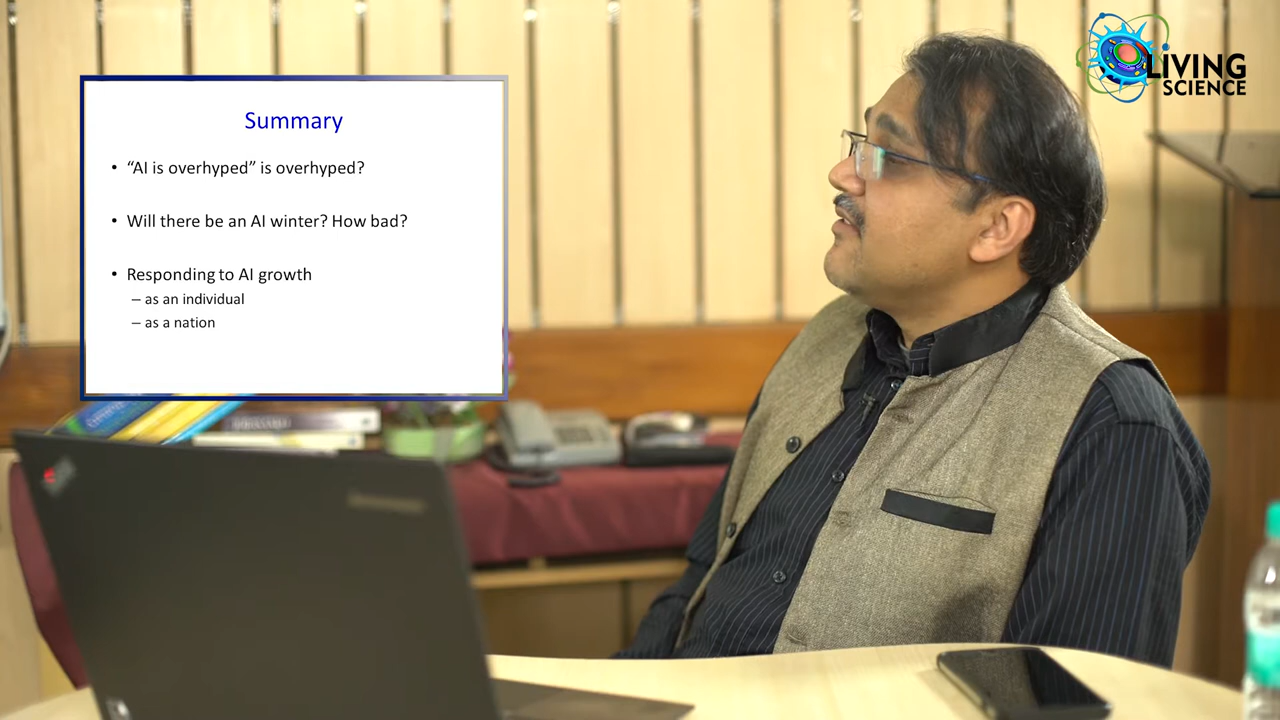 LIVING
SCIENCE
Summary
• “AI is overhyped” is overhyped?
• Will there be an AI winter? How bad?
• Responding to AI growth
– as an individual
– as a nation